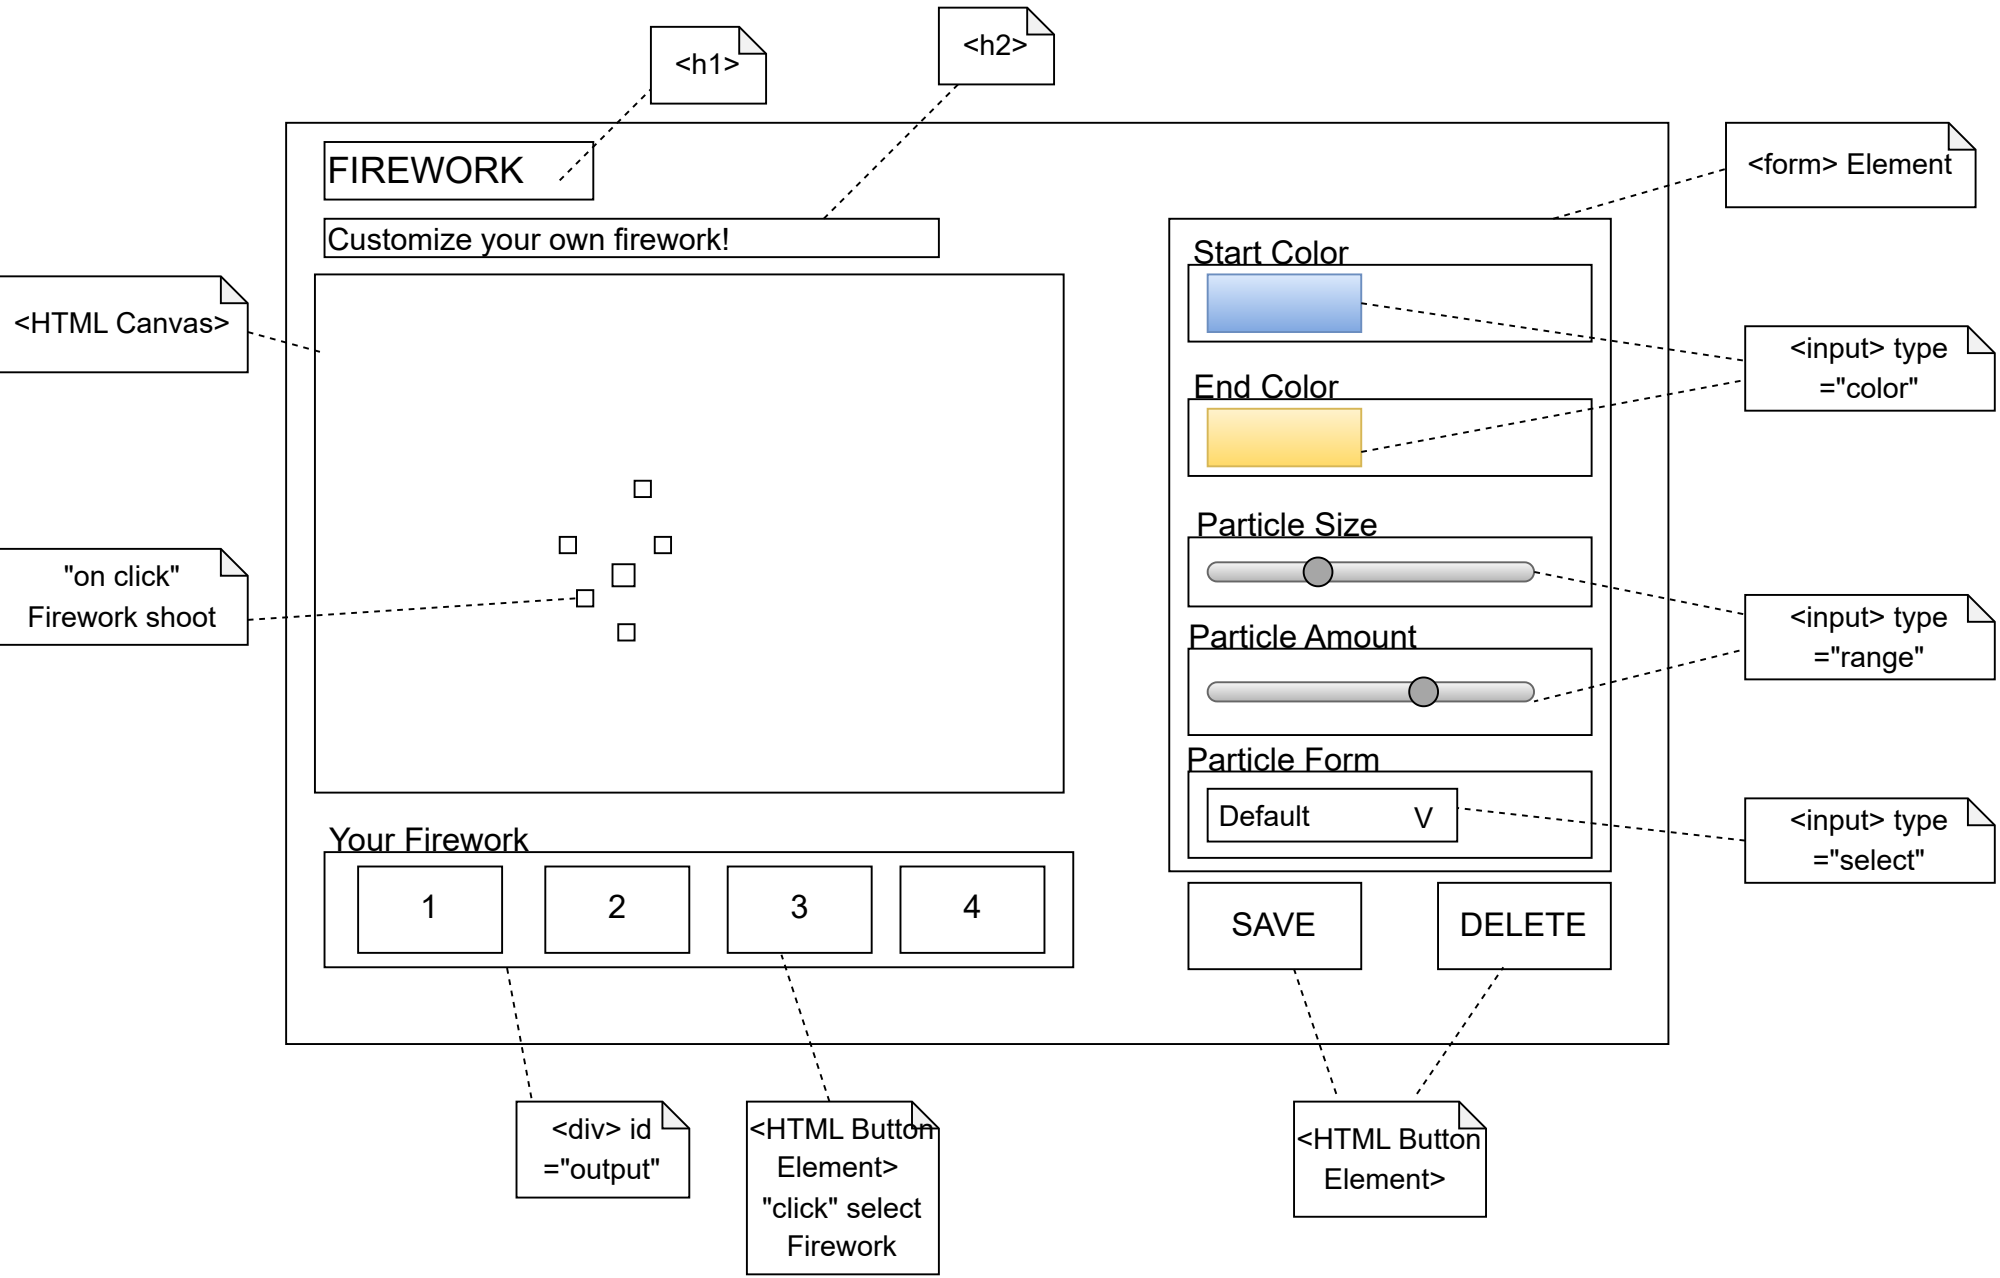 <h1>
<h2>
FIREWORK
<form> Element
Customize your own firework!
Start Color
<HTML Canvas>
<input> type
="color"
End Color
Particle Size
"on click"
Firework shoot
<input> type
="range"
Particle Amount
Particle Form
Default
V
<input> type
="select"
Your Firework
1
2
3
4
SAVE
DELETE
<div> id
="output"
<HTML Button
Element>
"click" select
Firework
<HTML Button
Element>